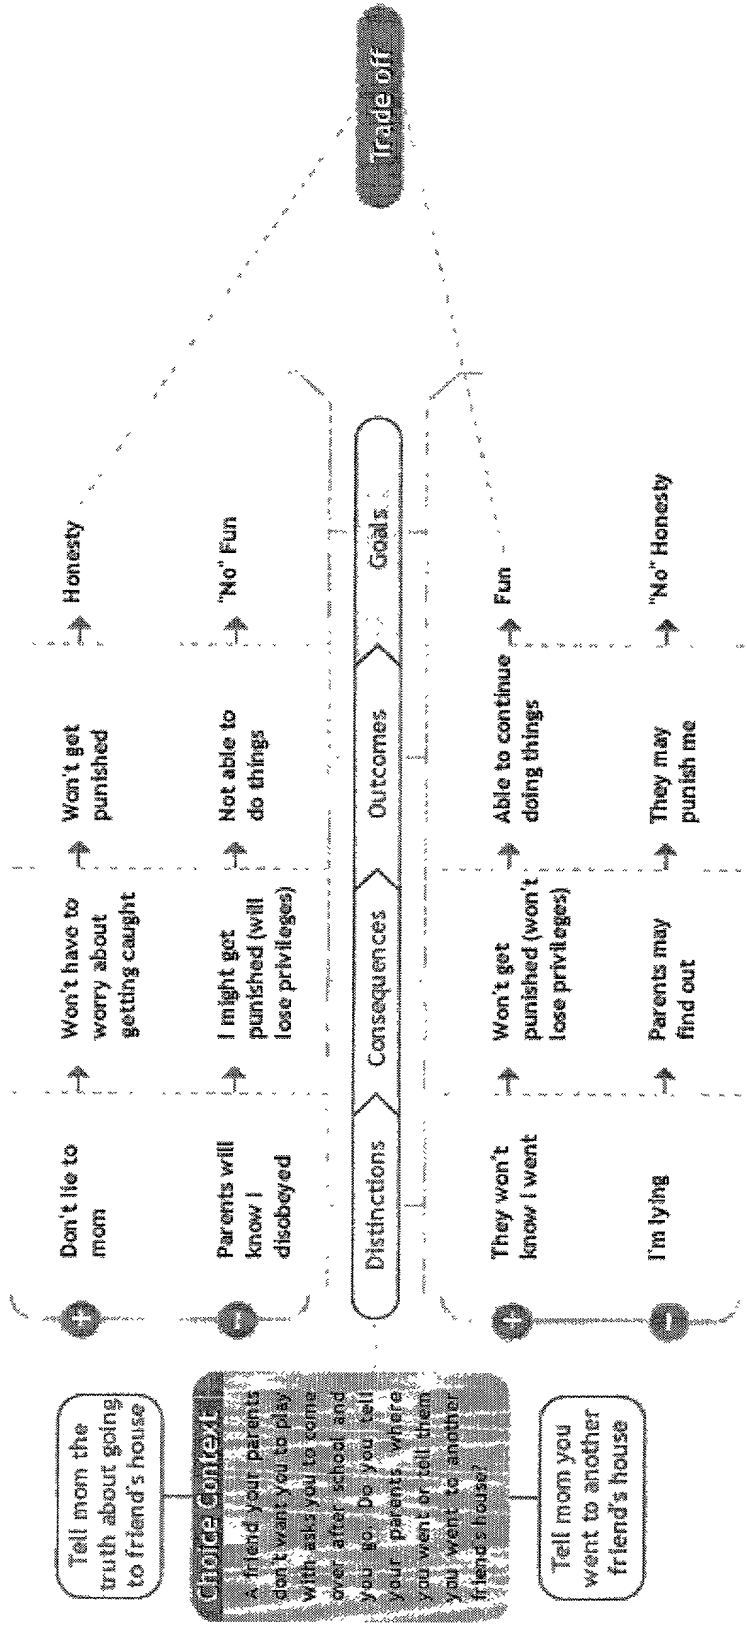 Tell mom the
truth about going
to friend's house
Choice Context
A friend your parents
don't want you to play
with asks you to come
over after school and
you go. Do you tell
your parents where
you went or tell them
you went to another
friend's house?
Tell mom you
went to another
friend's house
+
Don't lie to
mom
Won't have to
worry about
getting caught
Won't get
punished
Honesty
−
Parents will
know I
disobeyed
I might get
punished (will
lose privileges)
Not able to
do things
"No" Fun
Distinctions
Consequences
Outcomes
Goals
Trade off
+
They won't
know I went
Won't get
punished (won't
lose privileges)
Able to continue
doing things
Fun
−
I'm lying
Parents may
find out
They may
punish me
"No" Honesty